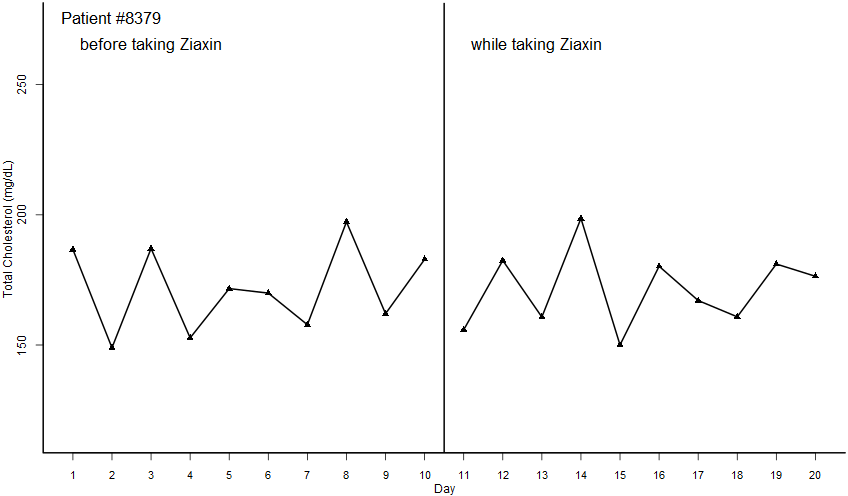 Patient #8379
before taking Ziaxin
while taking Ziaxin
Total Cholesterol (mg/dL)
250
200
150
1 2 3 4 5 6 7 8 9 10 11 12 13 14 15 16 17 18 19 20
Day